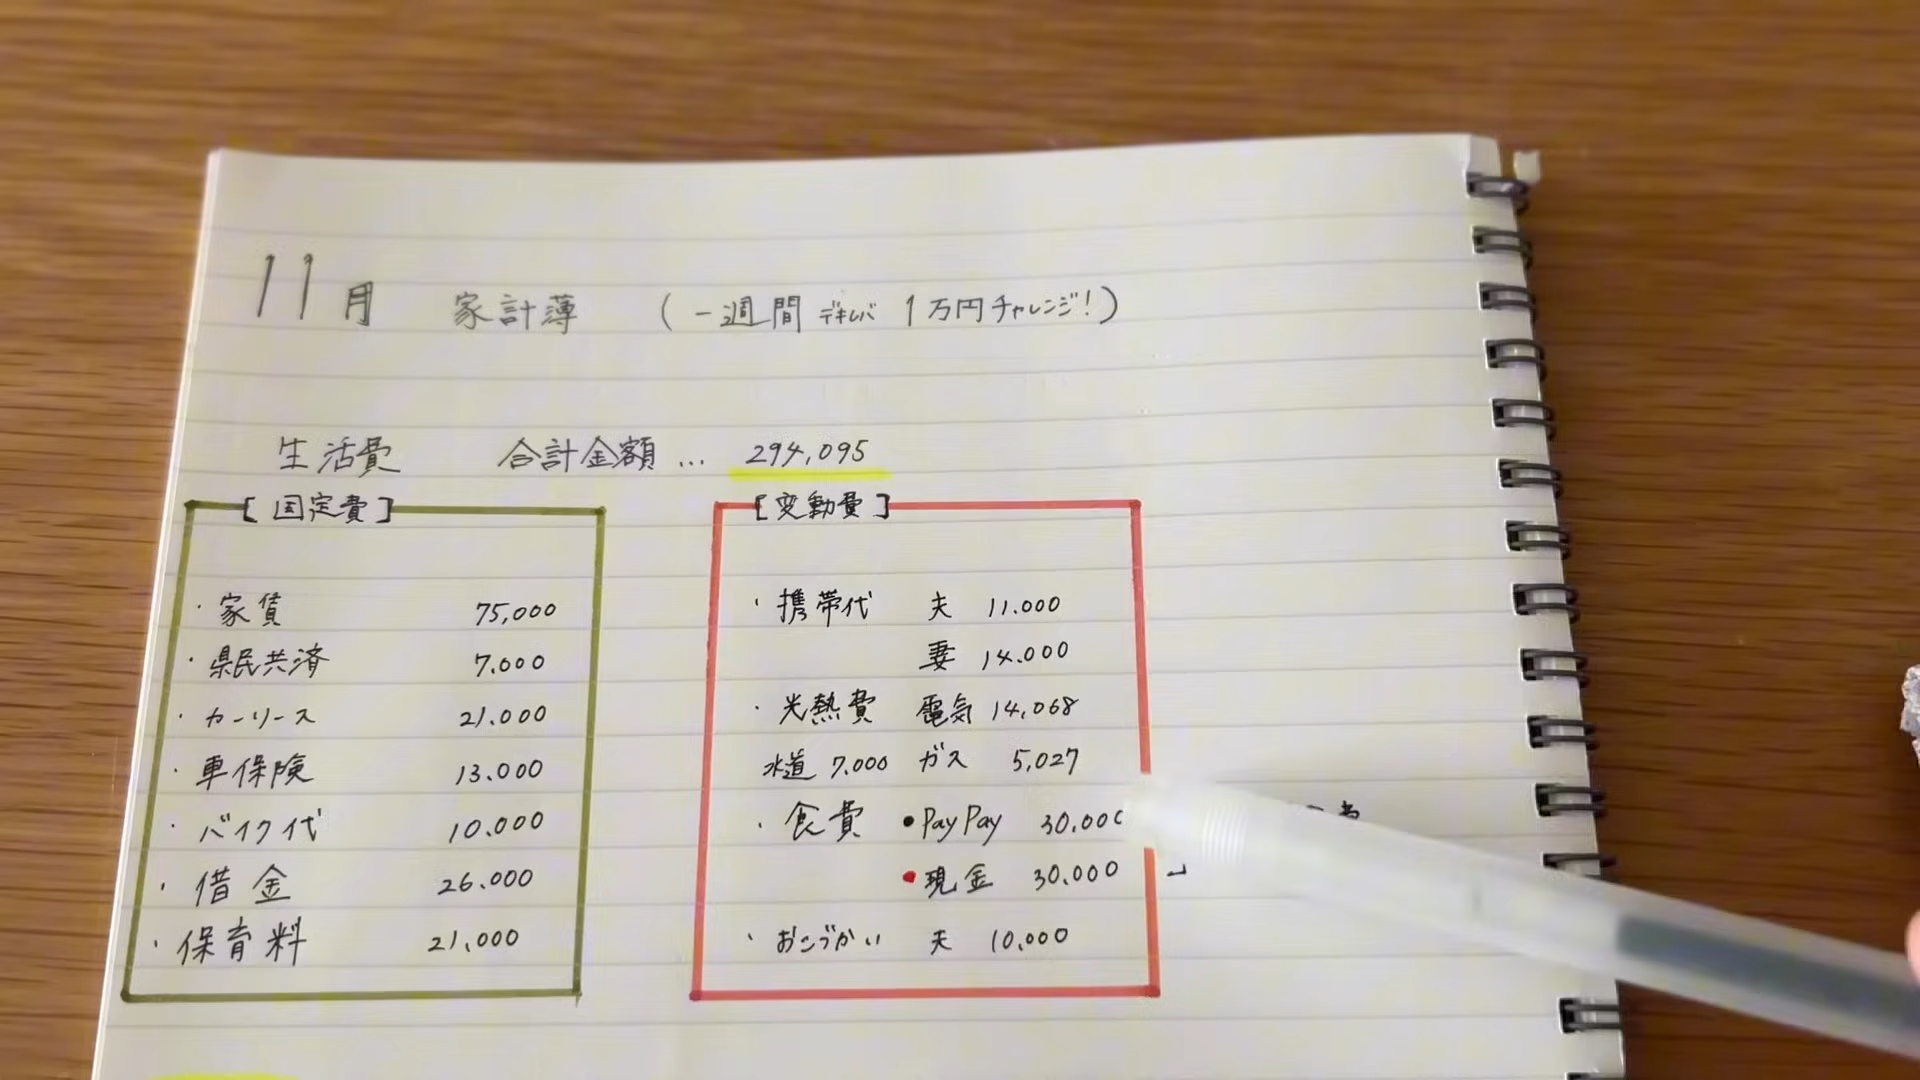 11月 家計薄 (一週間 デキレバ 1万円チャレンジ!)
生活費 合計金額… 294,095
[固定費]
・家賃 75,000
・県民共済 7.000
・カーリース 21.000
・車保険 13.000
・バイク代 10.000
・借金 26.000
・保育料 21,000
[変動費]
・携帯代 夫 11.000
妻 14.000
・光熱費 電気 14,068
水道 7.000 ガス 5,027
・食費 •PayPay 30.000
•現金 30.000
・おこづかい 夫 10,000